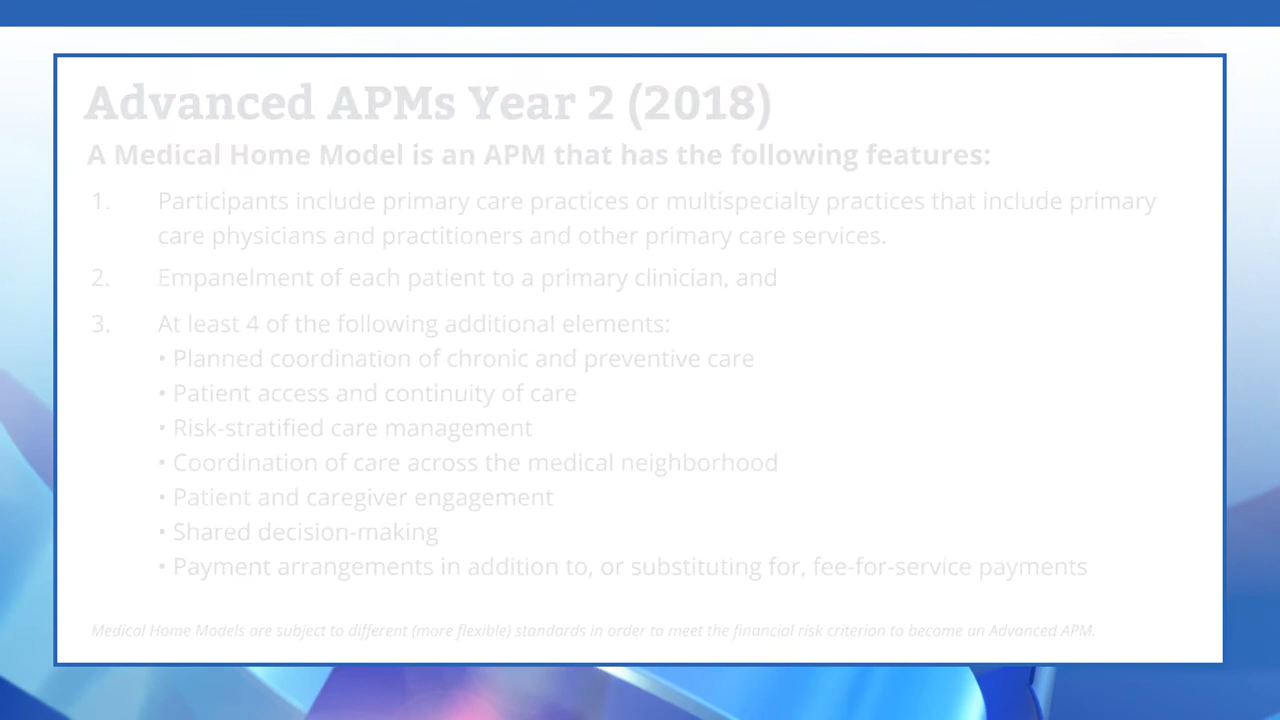 Advanced APMs Year 2 (2018)
A Medical Home Model is an APM that has the following features:
1. Participants include primary care practices or multispecialty practices that include primary
care physicians and practitioners and other primary care services.
2. Empanelment of each patient to a primary clinician, and
3. At least 4 of the following additional elements:
• Planned coordination of chronic and preventive care
• Patient access and continuity of care
• Risk-stratified care management
• Coordination of care across the medical neighborhood
• Patient and caregiver engagement
• Shared decision-making
• Payment arrangements in addition to, or substituting for, fee-for-service payments
Medical Home Models are subject to different (more flexible) standards in order to meet the financial risk criterion to become an Advanced APM.